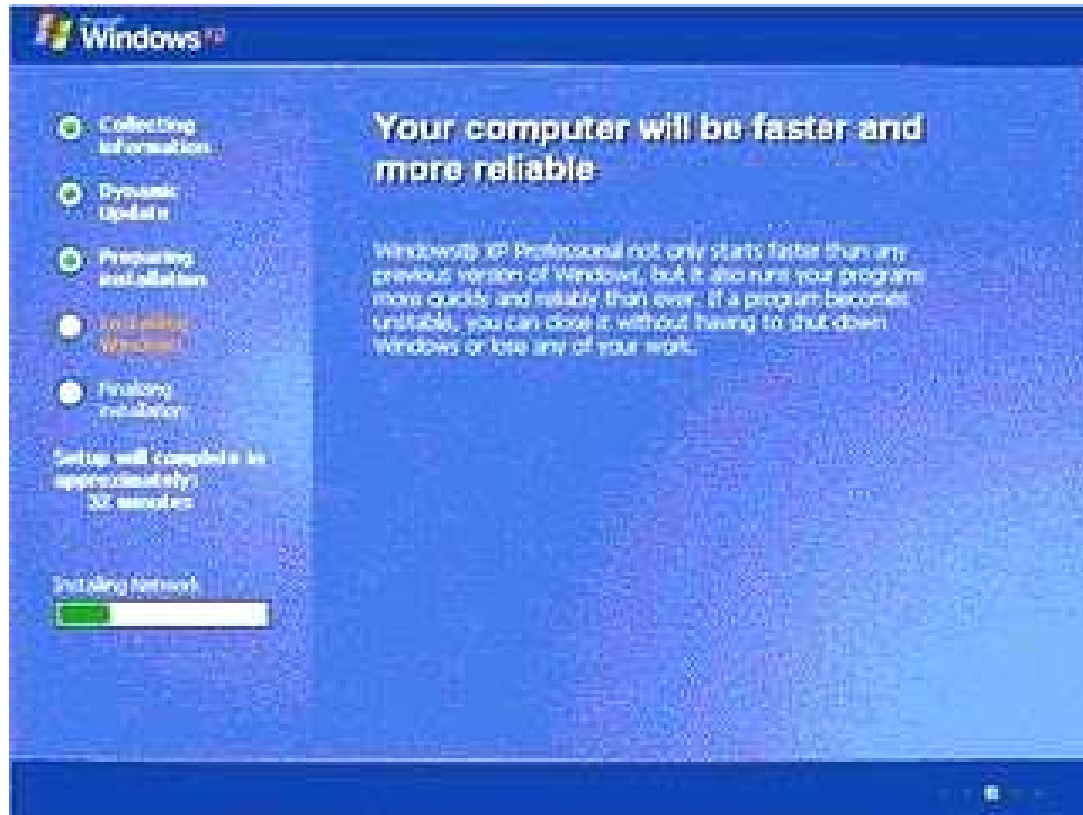 Windows xp
Collecting
information
Dynamic
Update
Preparing
installation
Installing
Windows
Finalizing
installation
Setup will complete in
approximately:
32 minutes
Installing Network
Your computer will be faster and
more reliable
Windows® XP Professional not only starts faster than any
previous version of Windows, but it also runs your programs
more quickly and reliably than ever. If a program becomes
unstable, you can close it without having to shut down
Windows or lose any of your work.